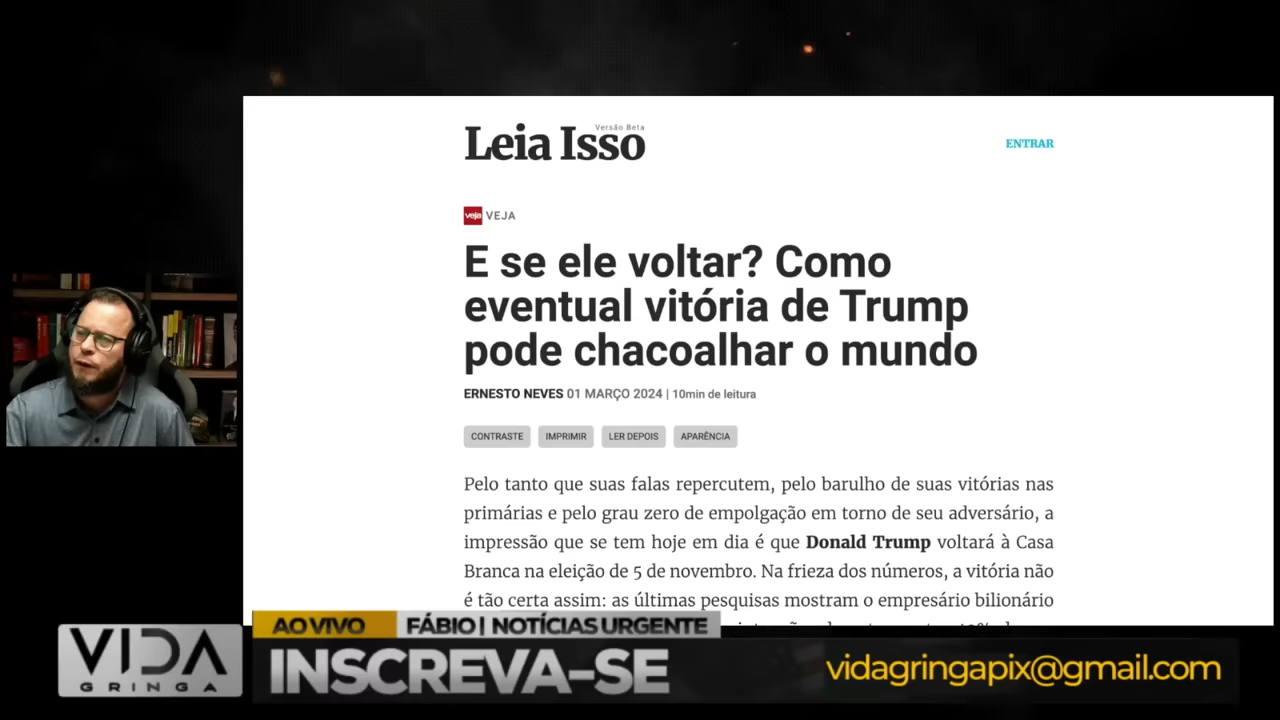 Versão Beta
Leia Isso
ENTRAR
veja VEJA
E se ele voltar? Como
eventual vitória de Trump
pode chacoalhar o mundo
ERNESTO NEVES 01 MARÇO 2024 | 10min de leitura
CONTRASTE IMPRIMIR LER DEPOIS APARÊNCIA
Pelo tanto que suas falas repercutem, pelo barulho de suas vitórias nas
primárias e pelo grau zero de empolgação em torno de seu adversário, a
impressão que se tem hoje em dia é que Donald Trump voltará à Casa
Branca na eleição de 5 de novembro. Na frieza dos números, a vitória não
é tão certa assim: as últimas pesquisas mostram o empresário bilionário
AO VIVO FÁBIO | NOTÍCIAS URGENTE
VIDA
GRINGA
INSCREVA-SE
vidagringapix@gmail.com